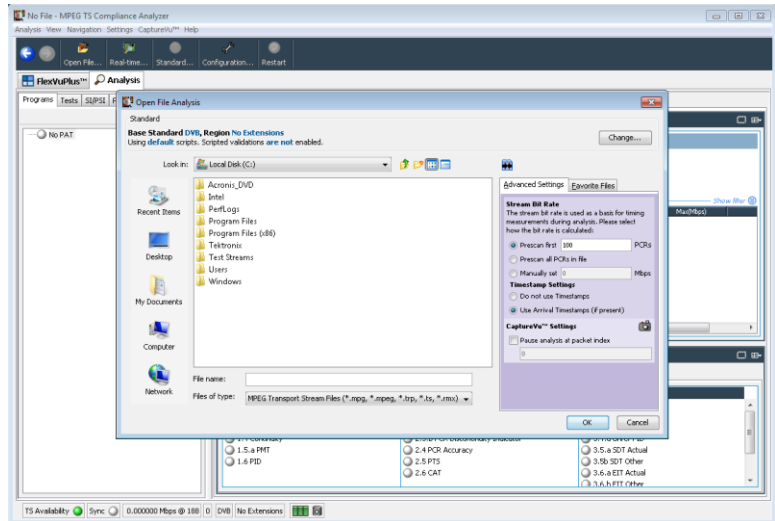 No File - MPEG TS Compliance Analyzer
Analysis View Navigation Settings CaptureVu™ Help
Open File... Real-time... Standard... Configuration... Restart
FlexVuPlus™ Analysis
Programs Tests SI/PSI
No PAT
Open File Analysis
Standard
Base Standard DVB, Region No Extensions
Using default scripts. Scripted validations are not enabled.
Change...
Look in: Local Disk (C:)
Recent Items
Desktop
My Documents
Computer
Network
Acronis_DVD
Intel
PerfLogs
Program Files
Program Files (x86)
Tektronix
Test Streams
Users
Windows
File name:
Files of type: MPEG Transport Stream Files (*.mpg, *.mpeg, *.trp, *.ts, *.rmx)
Advanced Settings Favorite Files
Stream Bit Rate
The stream bit rate is used as a basis for timing
measurements during analysis. Please select
how the bit rate is calculated:
Prescan first 100 PCRs
Prescan all PCRs in file
Manually set 0 Mbps
Timestamp Settings
Do not use Timestamps
Use Arrival Timestamps (if present)
CaptureVu™ Settings
Pause analysis at packet index
0
OK Cancel
Show filter
Max(Mbps)
1.5.a PMT
1.6 PID
2.4 PCR Accuracy
2.5 PTS
2.6 CAT
3.5.a SDT Actual
3.5b SDT Other
3.6.a EIT Actual
3.6.b EIT Other
TS Availability Sync 0.000000 Mbps @ 188 0 DVB No Extensions